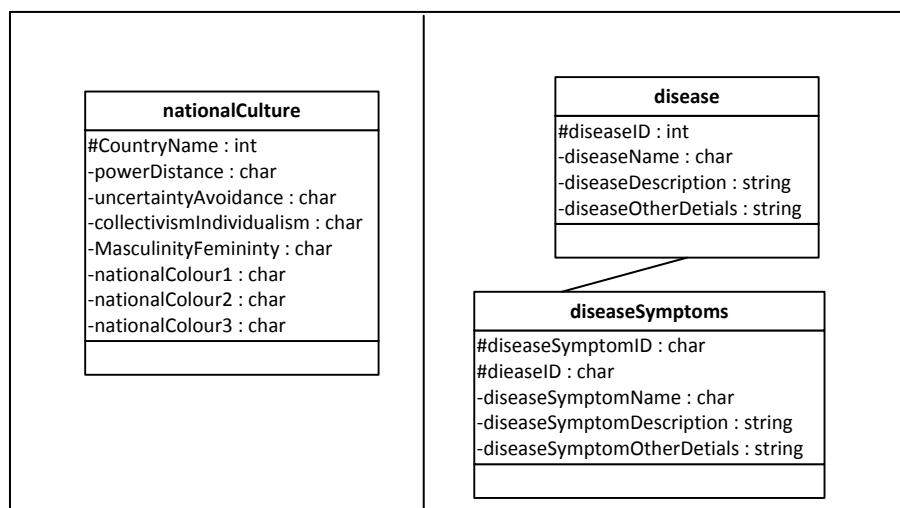 nationalCulture
#CountryName : int
-powerDistance : char
-uncertaintyAvoidance : char
-collectivismIndividualism : char
-MasculinityFemininty : char
-nationalColour1 : char
-nationalColour2 : char
-nationalColour3 : char
disease
#diseaseID : int
-diseaseName : char
-diseaseDescription : string
-diseaseOtherDetials : string
diseaseSymptoms
#diseaseSymptomID : char
#dieaseID : char
-diseaseSymptomName : char
-diseaseSymptomDescription : string
-diseaseSymptomOtherDetials : string